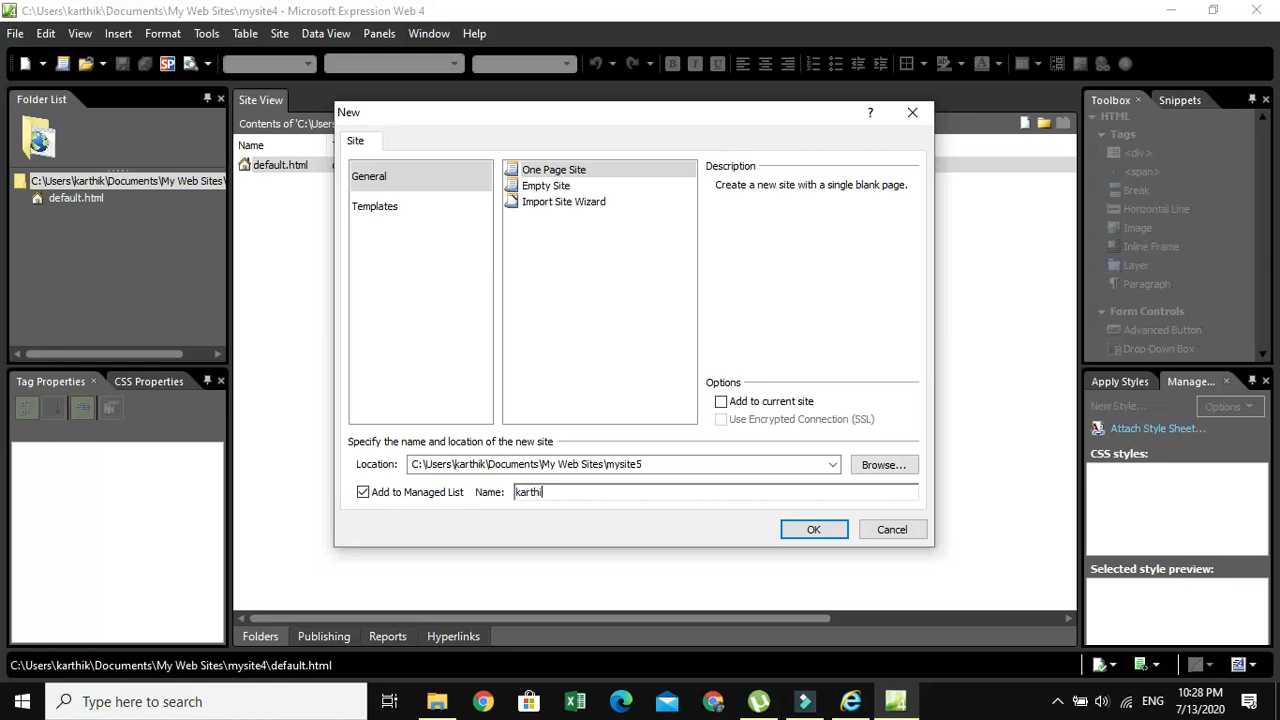 C:\Users\karthik\Documents\My Web Sites\mysite4 - Microsoft Expression Web 4
File Edit View Insert Format Tools Table Site Data View Panels Window Help
Folder List
C:\Users\karthik\Documents\My Web Sites\
default.html
Site View
Contents of 'C:\Users
Name
default.html
New
Site
General
Templates
One Page Site
Empty Site
Import Site Wizard
Description
Create a new site with a single blank page.
Options
Add to current site
Use Encrypted Connection (SSL)
Specify the name and location of the new site
Location: C:\Users\karthik\Documents\My Web Sites\mysite5 Browse...
Add to Managed List Name: karthi
OK Cancel
Toolbox Snippets
HTML
Tags
<div>
<span>
Break
Horizontal Line
Image
Inline Frame
Layer
Paragraph
Form Controls
Advanced Button
Drop-Down Box
Tag Properties CSS Properties
Apply Styles Manage...
New Style... Options
Attach Style Sheet...
CSS styles:
Selected style preview:
Folders Publishing Reports Hyperlinks
C:\Users\karthik\Documents\My Web Sites\mysite4\default.html
Type here to search
ENG
10:28 PM
7/13/2020